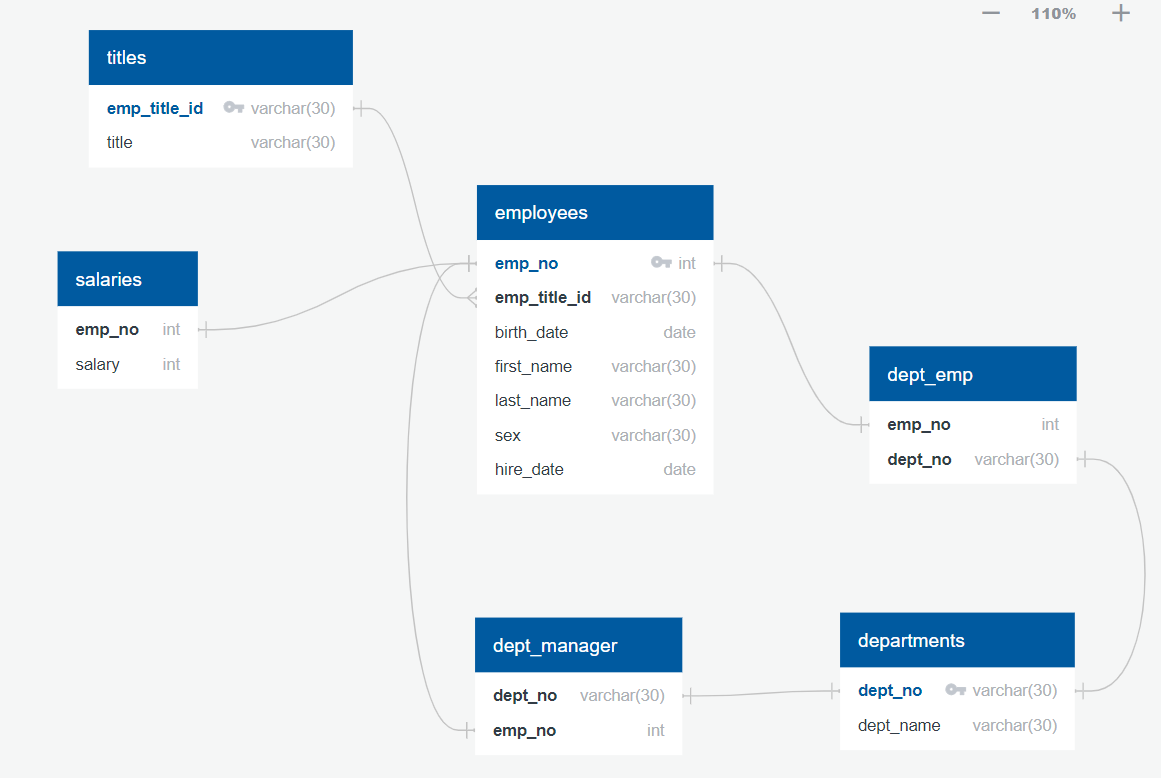 — 110% +
titles
emp_title_id varchar(30)
title varchar(30)
employees
emp_no int
emp_title_id varchar(30)
birth_date date
first_name varchar(30)
last_name varchar(30)
sex varchar(30)
hire_date date
salaries
emp_no int
salary int
dept_emp
emp_no int
dept_no varchar(30)
dept_manager
dept_no varchar(30)
emp_no int
departments
dept_no varchar(30)
dept_name varchar(30)